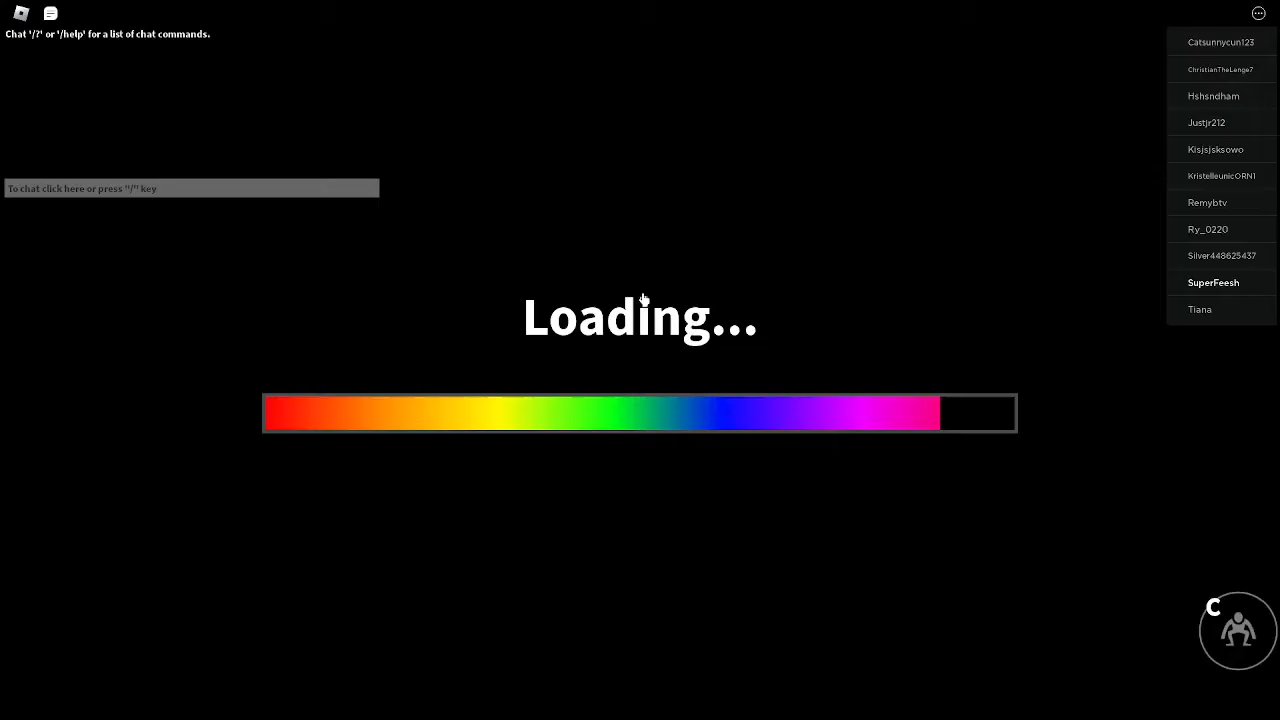 Chat '/?' or '/help' for a list of chat commands.
To chat click here or press "/" key
Loading...
Catsunnycun123
ChristianTheLenge7
Hshsndham
Justjr212
Kisjsjsksowo
KristelleunicORN1
Remybtv
Ry_0220
Silver448625437
SuperFeesh
Tiana
C